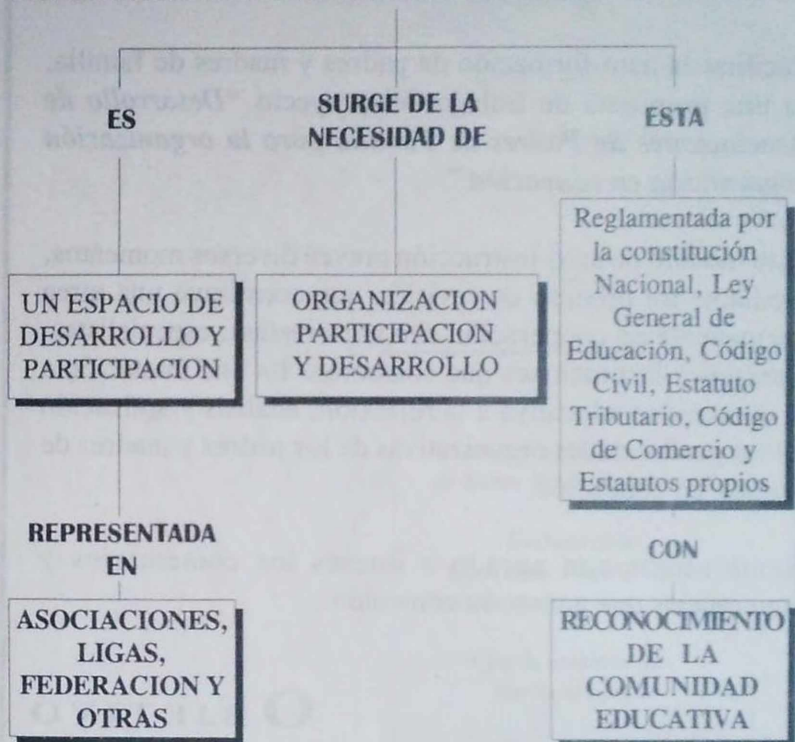 ES
UN ESPACIO DE
DESARROLLO Y
PARTICIPACION
REPRESENTADA
EN
ASOCIACIONES,
LIGAS,
FEDERACION Y
OTRAS
SURGE DE LA
NECESIDAD DE
ORGANIZACION
PARTICIPACION
Y DESARROLLO
ESTA
Reglamentada por
la constitución
Nacional, Ley
General de
Educación, Código
Civil, Estatuto
Tributario, Código
de Comercio y
Estatutos propios
CON
RECONOCIMIENTO
DE LA
COMUNIDAD
EDUCATIVA